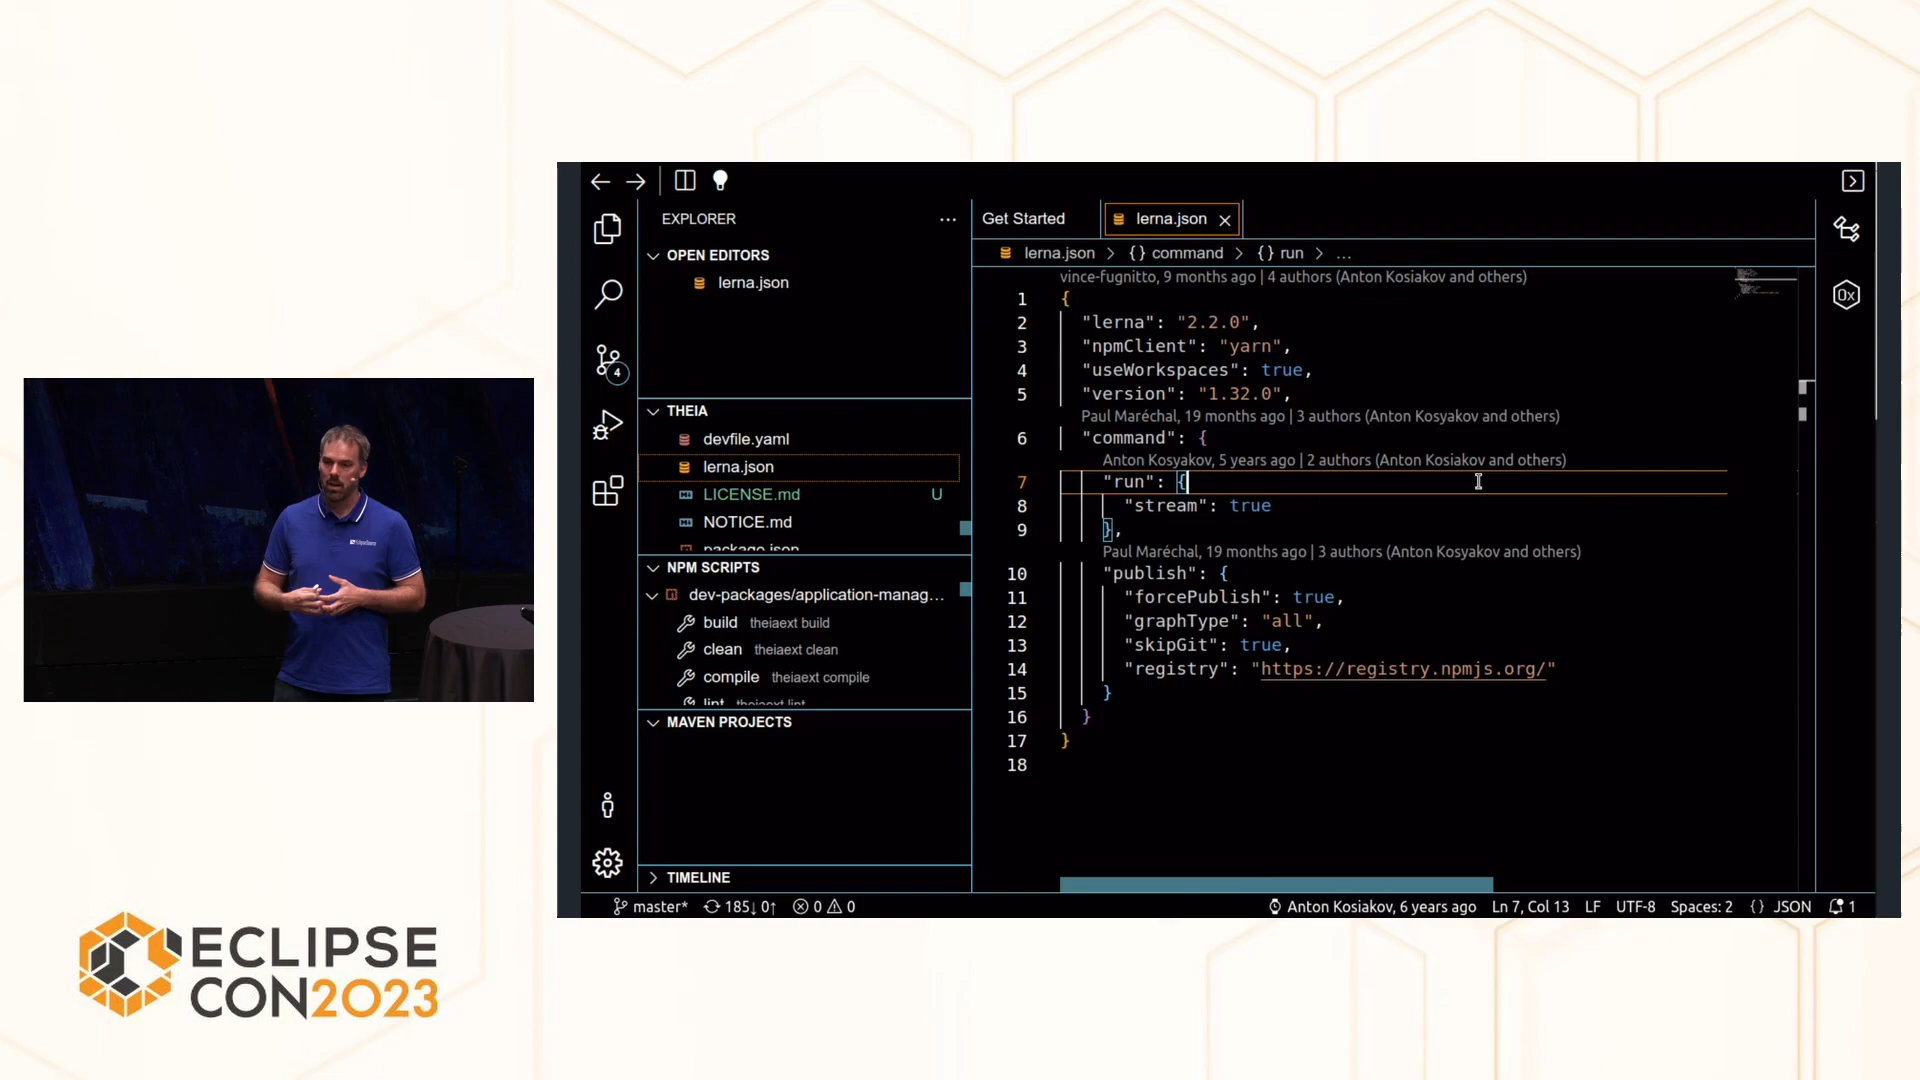 EXPLORER
OPEN EDITORS
lerna.json
THEIA
devfile.yaml
lerna.json
LICENSE.md U
NOTICE.md
package.json
NPM SCRIPTS
dev-packages/application-manag...
build theiaext build
clean theiaext clean
compile theiaext compile
lint theiaext lint
MAVEN PROJECTS
TIMELINE
4
Get Started
lerna.json
lerna.json > {} command > {} run > ...
vince-fugnitto, 9 months ago | 4 authors (Anton Kosiakov and others)
1 {
2 "lerna": "2.2.0",
3 "npmClient": "yarn",
4 "useWorkspaces": true,
5 "version": "1.32.0",
Paul Maréchal, 19 months ago | 3 authors (Anton Kosyakov and others)
6 "command": {
Anton Kosyakov, 5 years ago | 2 authors (Anton Kosiakov and others)
7 "run": {
8 "stream": true
9 },
Paul Maréchal, 19 months ago | 3 authors (Anton Kosyakov and others)
10 "publish": {
11 "forcePublish": true,
12 "graphType": "all",
13 "skipGit": true,
14 "registry": "https://registry.npmjs.org/"
15 }
16 }
17 }
18
0x
master* 185↓ 0↑ 0 0 Anton Kosiakov, 6 years ago Ln 7, Col 13 LF UTF-8 Spaces: 2 {} JSON 1
EclipseSource
ECLIPSE
CON2023